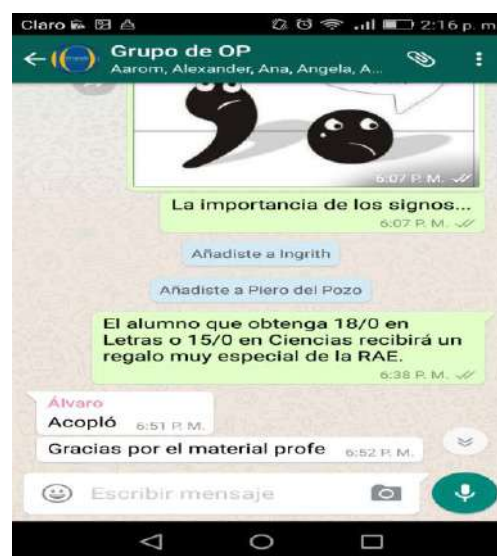 Claro
2:16 p. m
Grupo de OP
Aarom, Alexander, Ana, Angela, A...
6:07 P. M.
La importancia de los signos...
6:07 P. M.
Añadiste a Ingrith
Añadiste a Piero del Pozo
El alumno que obtenga 18/0 en
Letras o 15/0 en Ciencias recibirá un
regalo muy especial de la RAE.
6:38 P. M.
Álvaro
Acopló 6:51 P. M.
Gracias por el material profe 6:52 P. M.
Escribir mensaje